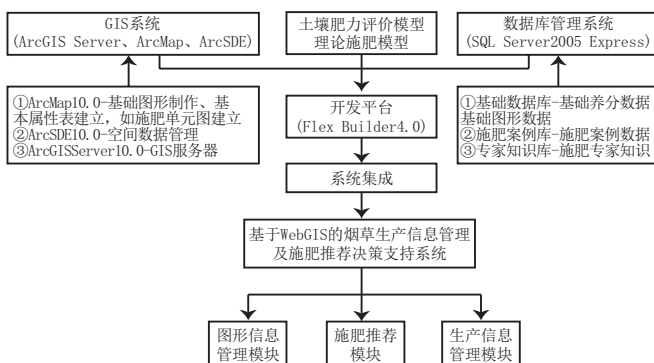 GIS系统
(ArcGIS Server、ArcMap、ArcSDE)
土壤肥力评价模型
理论施肥模型
数据库管理系统
(SQL Server2005 Express)
①ArcMap10.0-基础图形制作、基
本属性表建立，如施肥单元图建立
②ArcSDE10.0-空间数据管理
③ArcGISServer10.0-GIS服务器
开发平台
(Flex Builder4.0)
①基础数据库-基础养分数据
基础图形数据
②施肥案例库-施肥案例数据
③专家知识库-施肥专家知识
系统集成
基于WebGIS的烟草生产信息管理
及施肥推荐决策支持系统
图形信息
管理模块
施肥推荐
模块
生产信息
管理模块